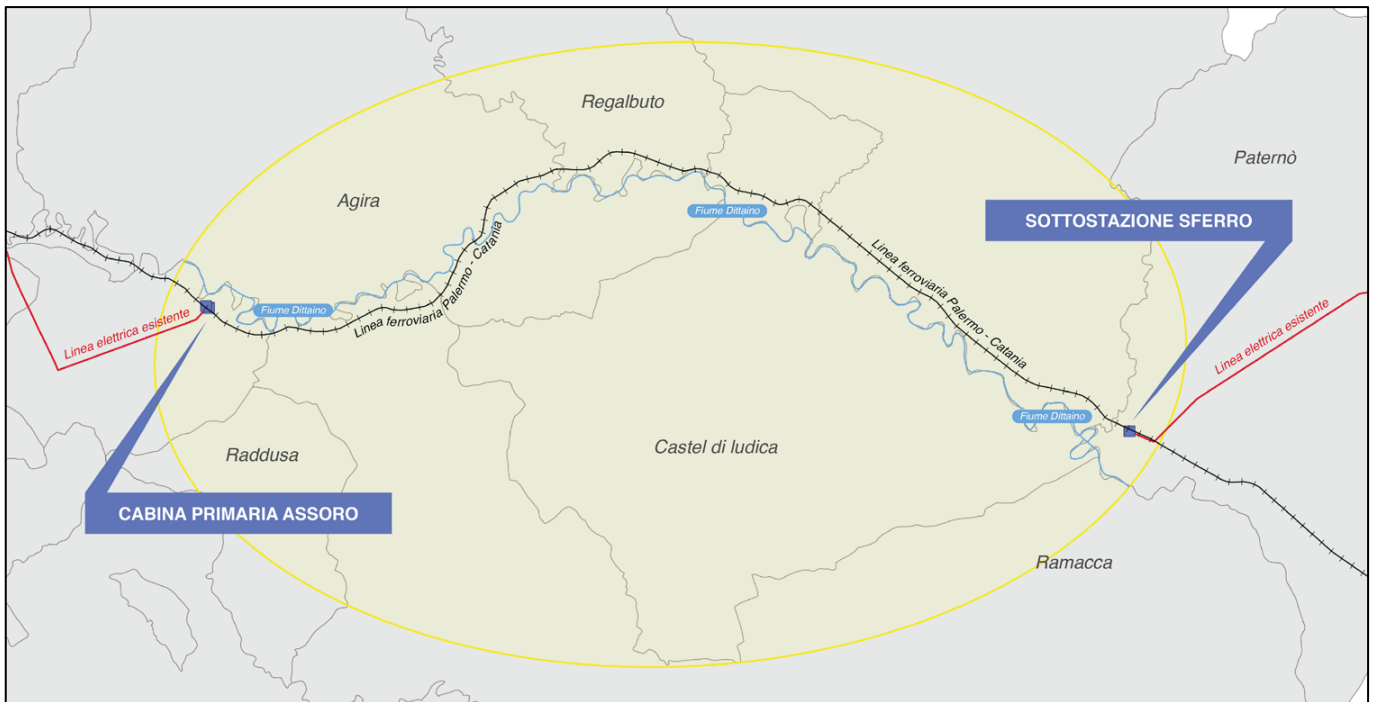 Regalbuto
Paternò
Agira
Fiume Dittaino
SOTTOSTAZIONE SFERRO
Linea ferroviaria Palermo - Catania
Linea ferroviaria Palermo - Catania
Fiume Dittaino
Linea elettrica esistente
Linea elettrica esistente
Fiume Dittaino
Castel di Iudica
Raddusa
CABINA PRIMARIA ASSORO
Ramacca